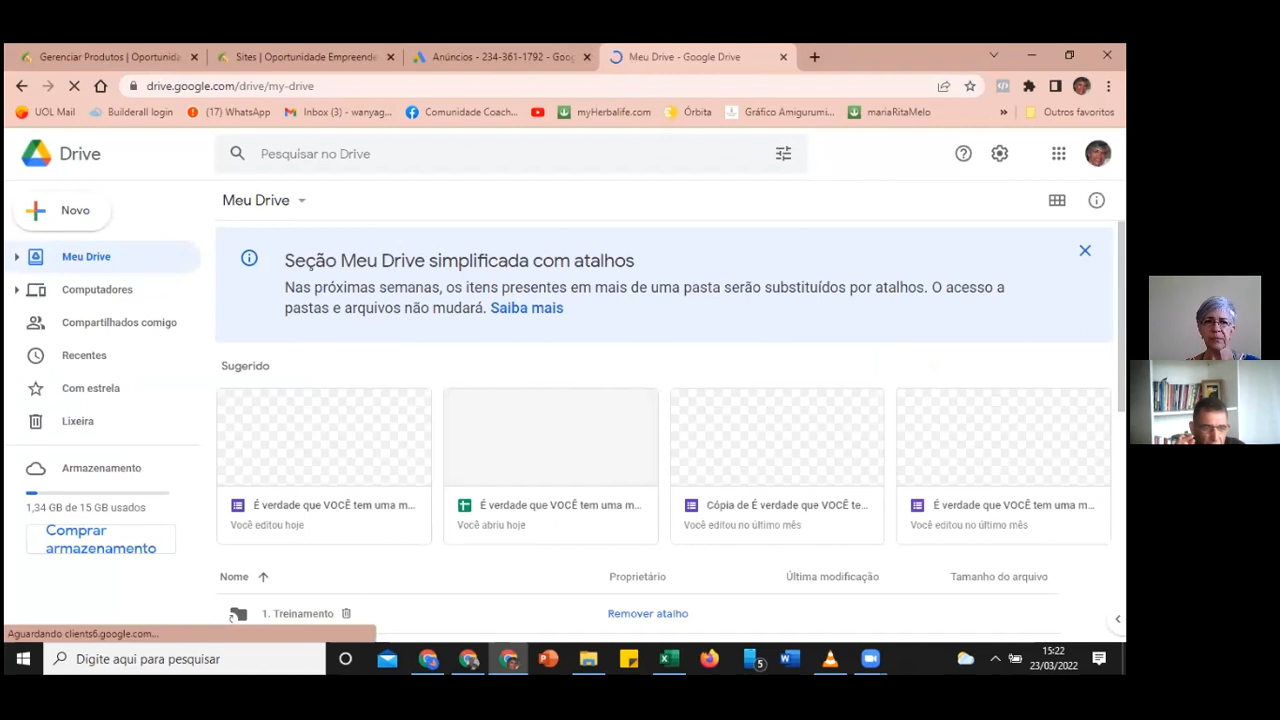 Gerenciar Produtos | Oportunida
Sites | Oportunidade Empreende
Anúncios - 234-361-1792 - Goo
Meu Drive - Google Drive
drive.google.com/drive/my-drive
UOL Mail
Builderall login
(17) WhatsApp
Inbox (3) - wanyag...
Comunidade Coach...
myHerbalife.com
Órbita
Gráfico Amigurumi...
mariaRitaMelo
»
Outros favoritos
Drive
Pesquisar no Drive
Novo
Meu Drive
Computadores
Compartilhados comigo
Recentes
Com estrela
Lixeira
Armazenamento
1,34 GB de 15 GB usados
Comprar
armazenamento
Meu Drive
Seção Meu Drive simplificada com atalhos
Nas próximas semanas, os itens presentes em mais de uma pasta serão substituídos por atalhos. O acesso a
pastas e arquivos não mudará. Saiba mais
Sugerido
É verdade que VOCÊ tem uma m...
Você editou hoje
É verdade que VOCÊ tem uma m...
Você abriu hoje
Cópia de É verdade que VOCÊ te...
Você editou no último mês
É verdade que VOCÊ tem uma m...
Você editou no último mês
Nome
Proprietário
Última modificação
Tamanho do arquivo
1. Treinamento
Remover atalho
Aguardando clients6.google.com...
Digite aqui para pesquisar
5
15:22
23/03/2022